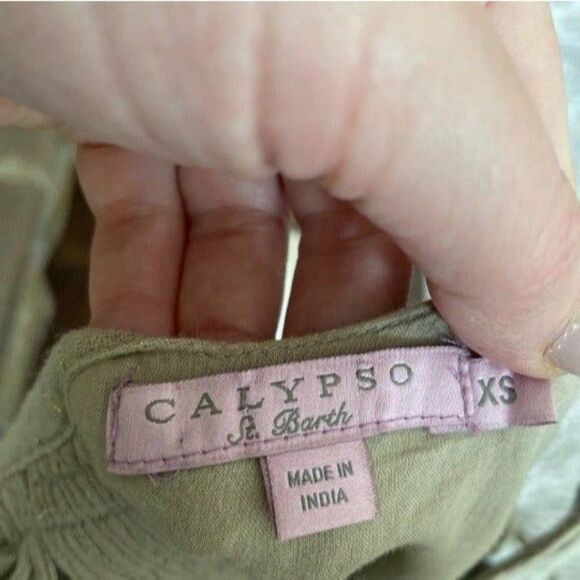 CALYPSO
St. Barth
XS
MADE IN
INDIA